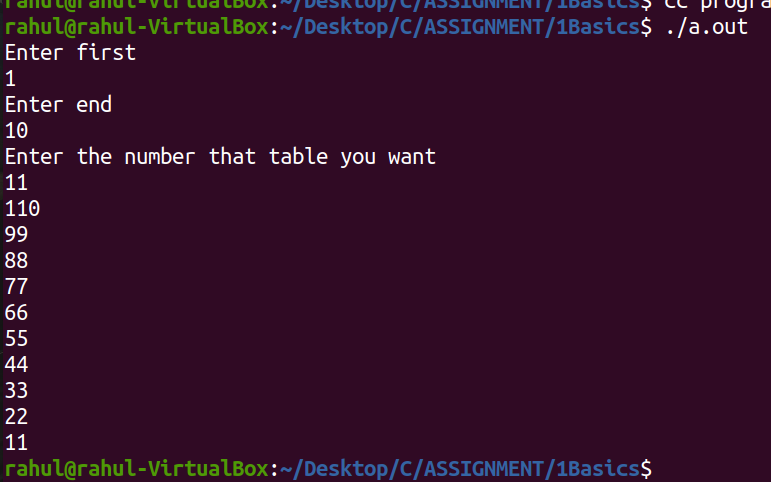 rahul@rahul-VirtualBox:~/Desktop/C/ASSIGNMENT/1Basics$ cc progra
rahul@rahul-VirtualBox:~/Desktop/C/ASSIGNMENT/1Basics$ ./a.out
Enter first
1
Enter end
10
Enter the number that table you want
11
110
99
88
77
66
55
44
33
22
11
rahul@rahul-VirtualBox:~/Desktop/C/ASSIGNMENT/1Basics$